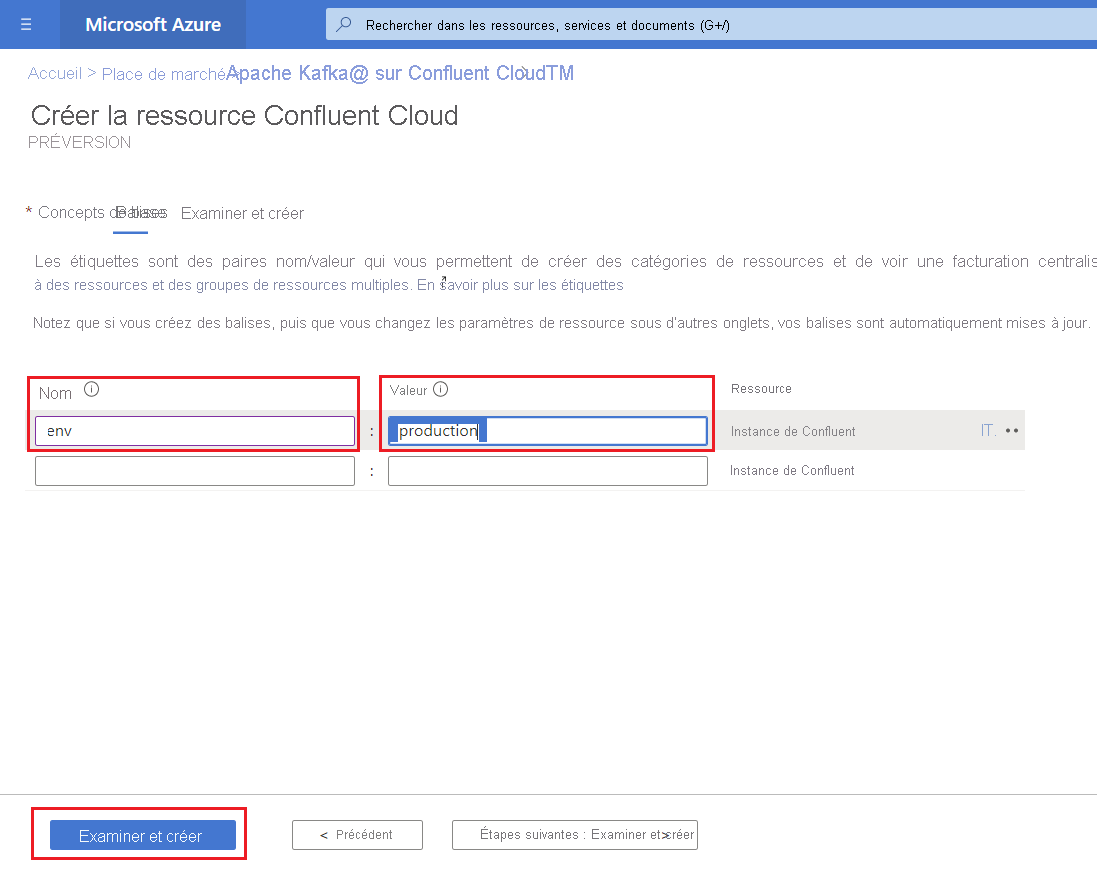 Microsoft Azure
Rechercher dans les ressources, services et documents (G+/)
Accueil > Place de marché > Apache Kafka@ sur Confluent CloudTM
Créer la ressource Confluent Cloud
PRÉVERSION
* Concepts de base Balises Examiner et créer
Les étiquettes sont des paires nom/valeur qui vous permettent de créer des catégories de ressources et de voir une facturation centralis
à des ressources et des groupes de ressources multiples. En savoir plus sur les étiquettes
Notez que si vous créez des balises, puis que vous changez les paramètres de ressource sous d'autres onglets, vos balises sont automatiquement mises à jour.
Nom Valeur Ressource
env : production Instance de Confluent IT. ••
: Instance de Confluent
Examiner et créer < Précédent Étapes suivantes : Examiner et créer >